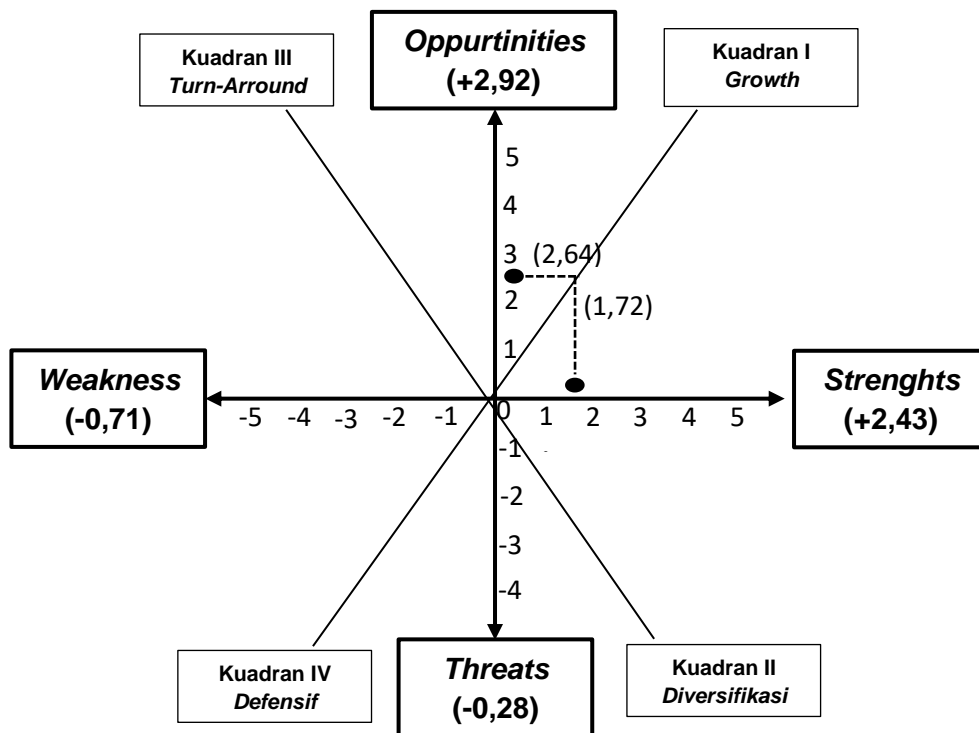 Kuadran III
Turn-Arround
Oppurtinities
(+2,92)
Kuadran I
Growth
5
4
3 (2,64)
2 (1,72)
1
Weakness
(-0,71)
-5 -4 -3 -2 -1 0 1 2 3 4 5
Strenghts
(+2,43)
-1
-2
-3
-4
Kuadran IV
Defensif
Threats
(-0,28)
Kuadran II
Diversifikasi